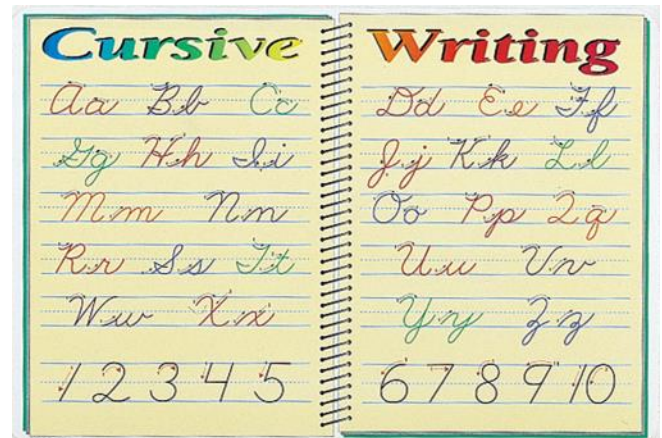 Cursive Writing
Aa Bb Cc
Dd Ee Ff
Gg Hh Ii
Jj Kk Ll
Mm Nn
Oo Pp Qq
Rr Ss Tt
Uu Vv
Ww Xx
Yy Zz
1 2 3 4 5
6 7 8 9 10